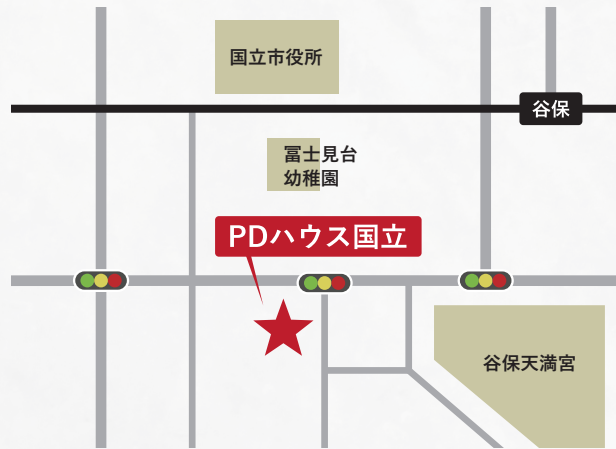 国立市役所
谷保
冨士見台
幼稚園
PDハウス国立
谷保天満宮